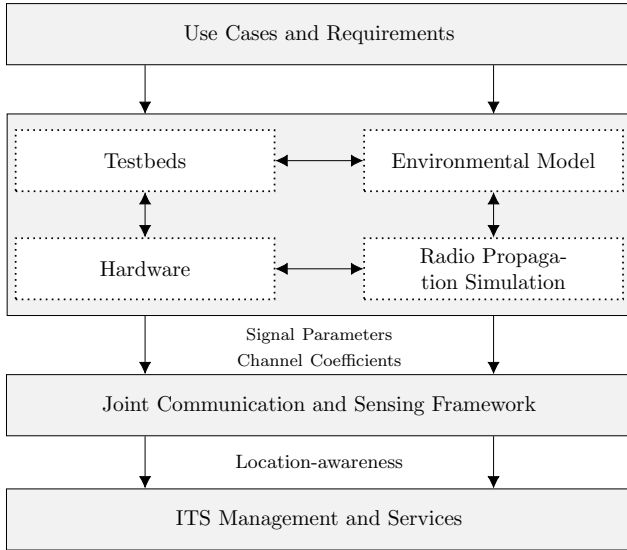 Use Cases and Requirements
Testbeds
Environmental Model
Hardware
Radio Propaga-
tion Simulation
Signal Parameters
Channel Coefficients
Joint Communication and Sensing Framework
Location-awareness
ITS Management and Services